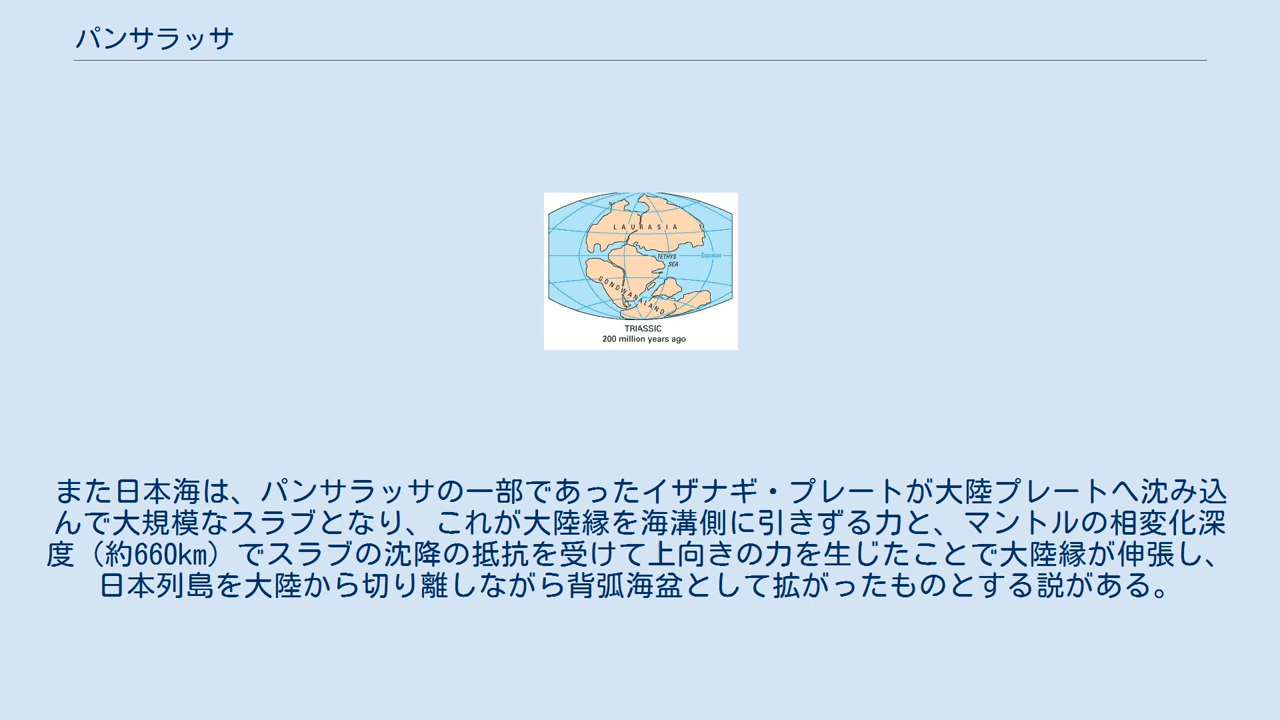 パンサラッサ
LAURASIA
TETHYS
SEA
Equator
GONDWANALAND
TRIASSIC
200 million years ago
また日本海は、パンサラッサの一部であったイザナギ・プレートが大陸プレートへ沈み込
んで大規模なスラブとなり、これが大陸縁を海溝側に引きずる力と、マントルの相変化深
度（約660km）でスラブの沈降の抵抗を受けて上向きの力を生じたことで大陸縁が伸張し、
日本列島を大陸から切り離しながら背弧海盆として拡がったものとする説がある。